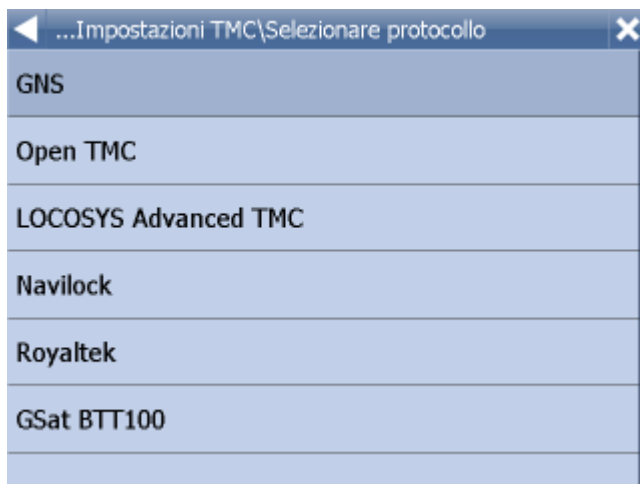 ...Impostazioni TMC\Selezionare protocollo
GNS
Open TMC
LOCOSYS Advanced TMC
Navilock
Royaltek
GSat BTT100